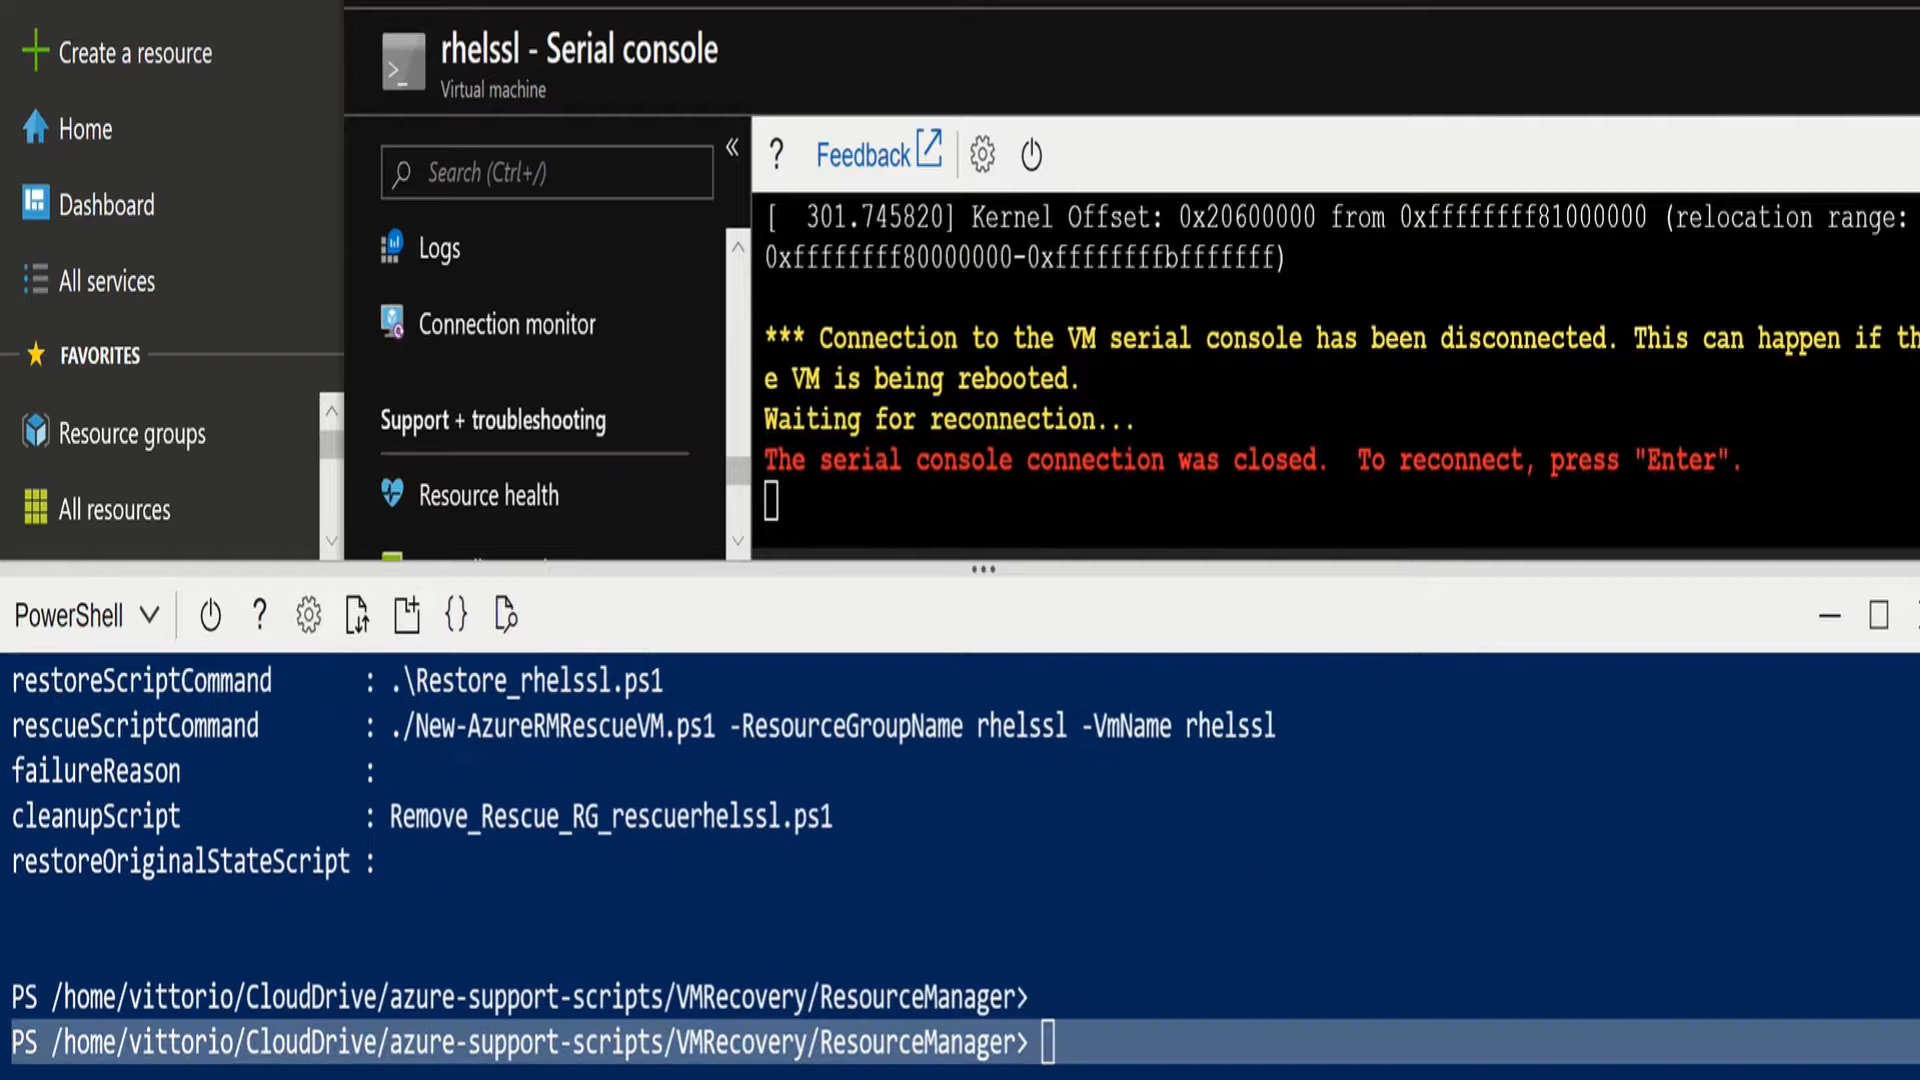 Create a resource
Home
Dashboard
All services
FAVORITES
Resource groups
All resources
rhelssl - Serial console
Virtual machine
Search (Ctrl+/)
«
Logs
Connection monitor
Support + troubleshooting
Resource health
? Feedback
[  301.745820] Kernel Offset: 0x20600000 from 0xffffffff81000000 (relocation range:
0xffffffff80000000-0xffffffffbfffffff)
*** Connection to the VM serial console has been disconnected. This can happen if th
e VM is being rebooted.
Waiting for reconnection...
The serial console connection was closed.  To reconnect, press "Enter".
PowerShell ? {}
restoreScriptCommand : .\Restore_rhelssl.ps1
rescueScriptCommand : ./New-AzureRMRescueVM.ps1 -ResourceGroupName rhelssl -VmName rhelssl
failureReason :
cleanupScript : Remove_Rescue_RG_rescuerhelssl.ps1
restoreOriginalStateScript :
PS /home/vittorio/CloudDrive/azure-support-scripts/VMRecovery/ResourceManager>
PS /home/vittorio/CloudDrive/azure-support-scripts/VMRecovery/ResourceManager>